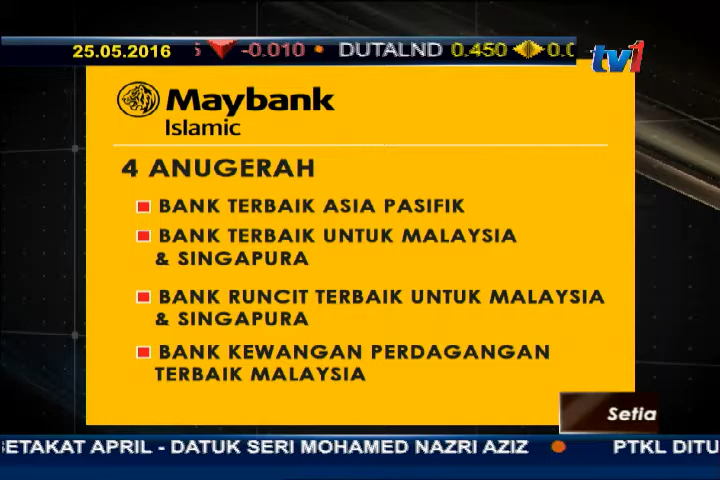 25.05.2016
-0.010 DUTALND 0.450
tv1
Maybank
Islamic
4 ANUGERAH
BANK TERBAIK ASIA PASIFIK
BANK TERBAIK UNTUK MALAYSIA
& SINGAPURA
BANK RUNCIT TERBAIK UNTUK MALAYSIA
& SINGAPURA
BANK KEWANGAN PERDAGANGAN
TERBAIK MALAYSIA
Setia
SETAKAT APRIL - DATUK SERI MOHAMED NAZRI AZIZ PTKL DITU